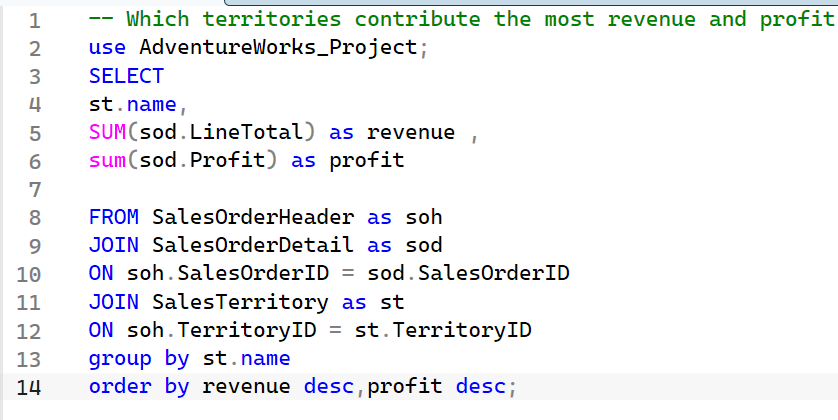 1 -- Which territories contribute the most revenue and profit
2 use AdventureWorks_Project;
3 SELECT
4 st.name,
5 SUM(sod.LineTotal) as revenue ,
6 sum(sod.Profit) as profit
7
8 FROM SalesOrderHeader as soh
9 JOIN SalesOrderDetail as sod
10 ON soh.SalesOrderID = sod.SalesOrderID
11 JOIN SalesTerritory as st
12 ON soh.TerritoryID = st.TerritoryID
13 group by st.name
14 order by revenue desc,profit desc;